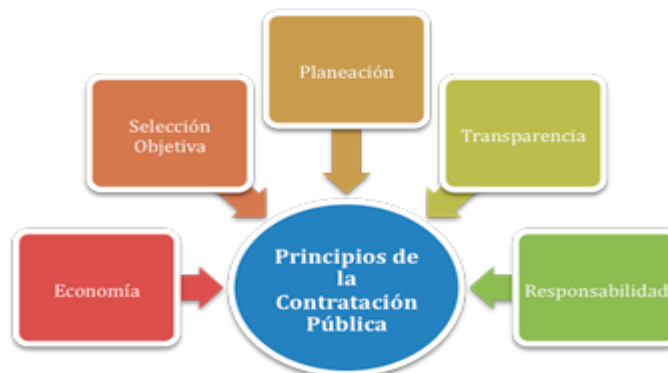 Planeación
Selección
Objetiva
Transparencia
Economía
Principios de
la
Contratación
Pública
Responsabilidad